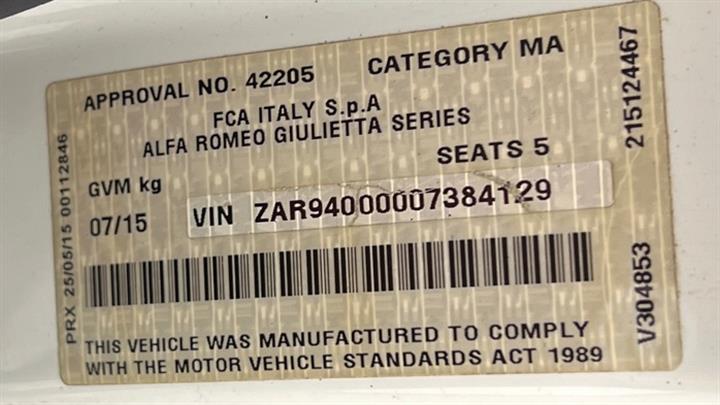 APPROVAL NO. 42205 CATEGORY MA
FCA ITALY S.p.A
ALFA ROMEO GIULIETTA SERIES
SEATS 5
GVM kg
07/15 VIN ZAR94000007384129
THIS VEHICLE WAS MANUFACTURED TO COMPLY
WITH THE MOTOR VEHICLE STANDARDS ACT 1989
PRX 25/05/15 00112846
215124467
V304853